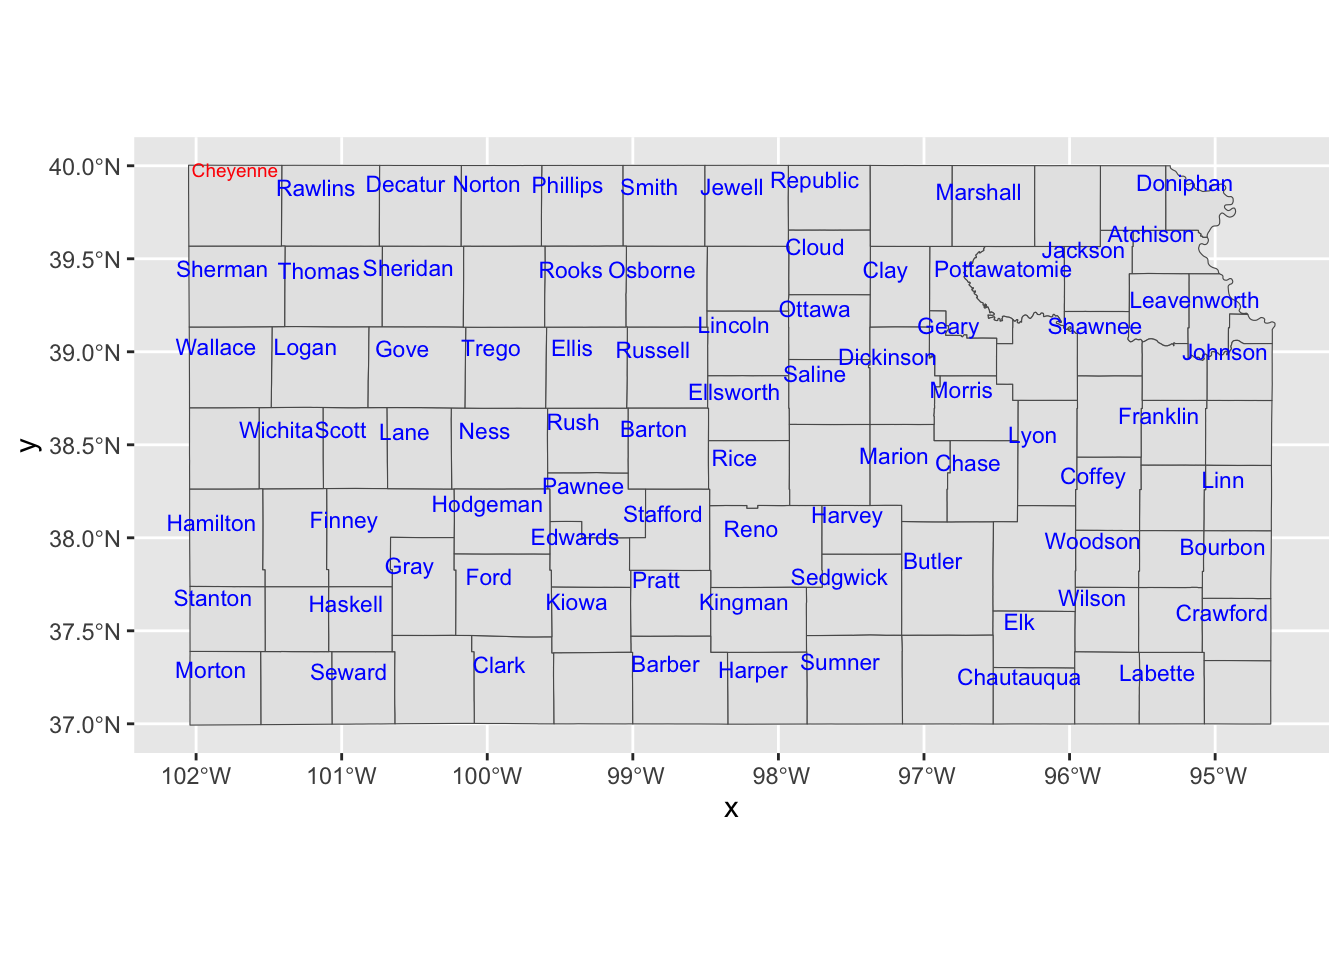 40.0°N
39.5°N
39.0°N
38.5°N
38.0°N
37.5°N
37.0°N
y
Cheyenne
Rawlins Decatur Norton Phillips Smith Jewell Republic Marshall Doniphan
Atchison
Cloud Jackson
Sherman Thomas Sheridan Rooks Osborne Clay Pottawatomie
Ottawa Leavenworth
Lincoln Geary Shawnee
Wallace Logan Gove Trego Ellis Russell Dickinson Johnson
Ellsworth Saline Morris
Wichita Scott Lane Ness Rush Barton Lyon Franklin
Rice Marion Chase Coffey Linn
Pawnee
Hodgeman
Hamilton Finney Stafford Reno Harvey
Edwards Woodson Bourbon
Gray Ford Pratt Sedgwick Butler
Stanton Haskell Kiowa Kingman Wilson Crawford
Elk
Morton Seward Clark Barber Harper Sumner Chautauqua Labette
102°W 101°W 100°W 99°W 98°W 97°W 96°W 95°W
x